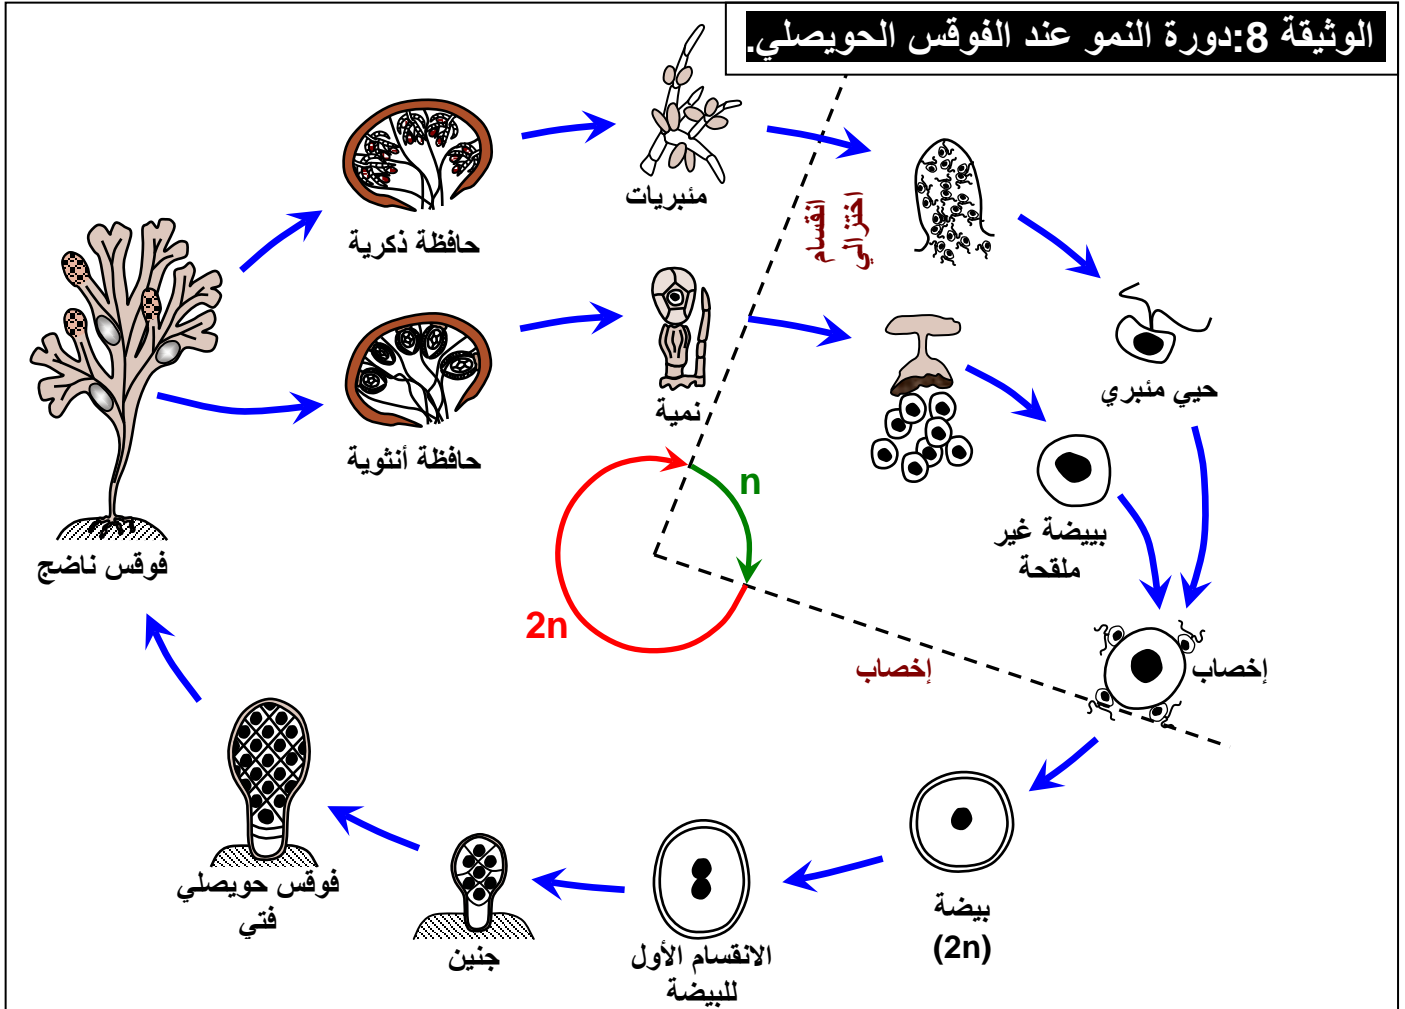 الوثيقة 8:دورة النمو عند الفوقس الحويصلي.
مئبريات
حافظة ذكرية
انقسام
اختزالي
حيي مئبري
نمية
حافظة أنثوية
n
بييضة غير
ملقحة
فوقس ناضج
2n
إخصاب
إخصاب
فوقس حويصلي
فتي
جنين
الانقسام الأول
للبيضة
بيضة
(2n)